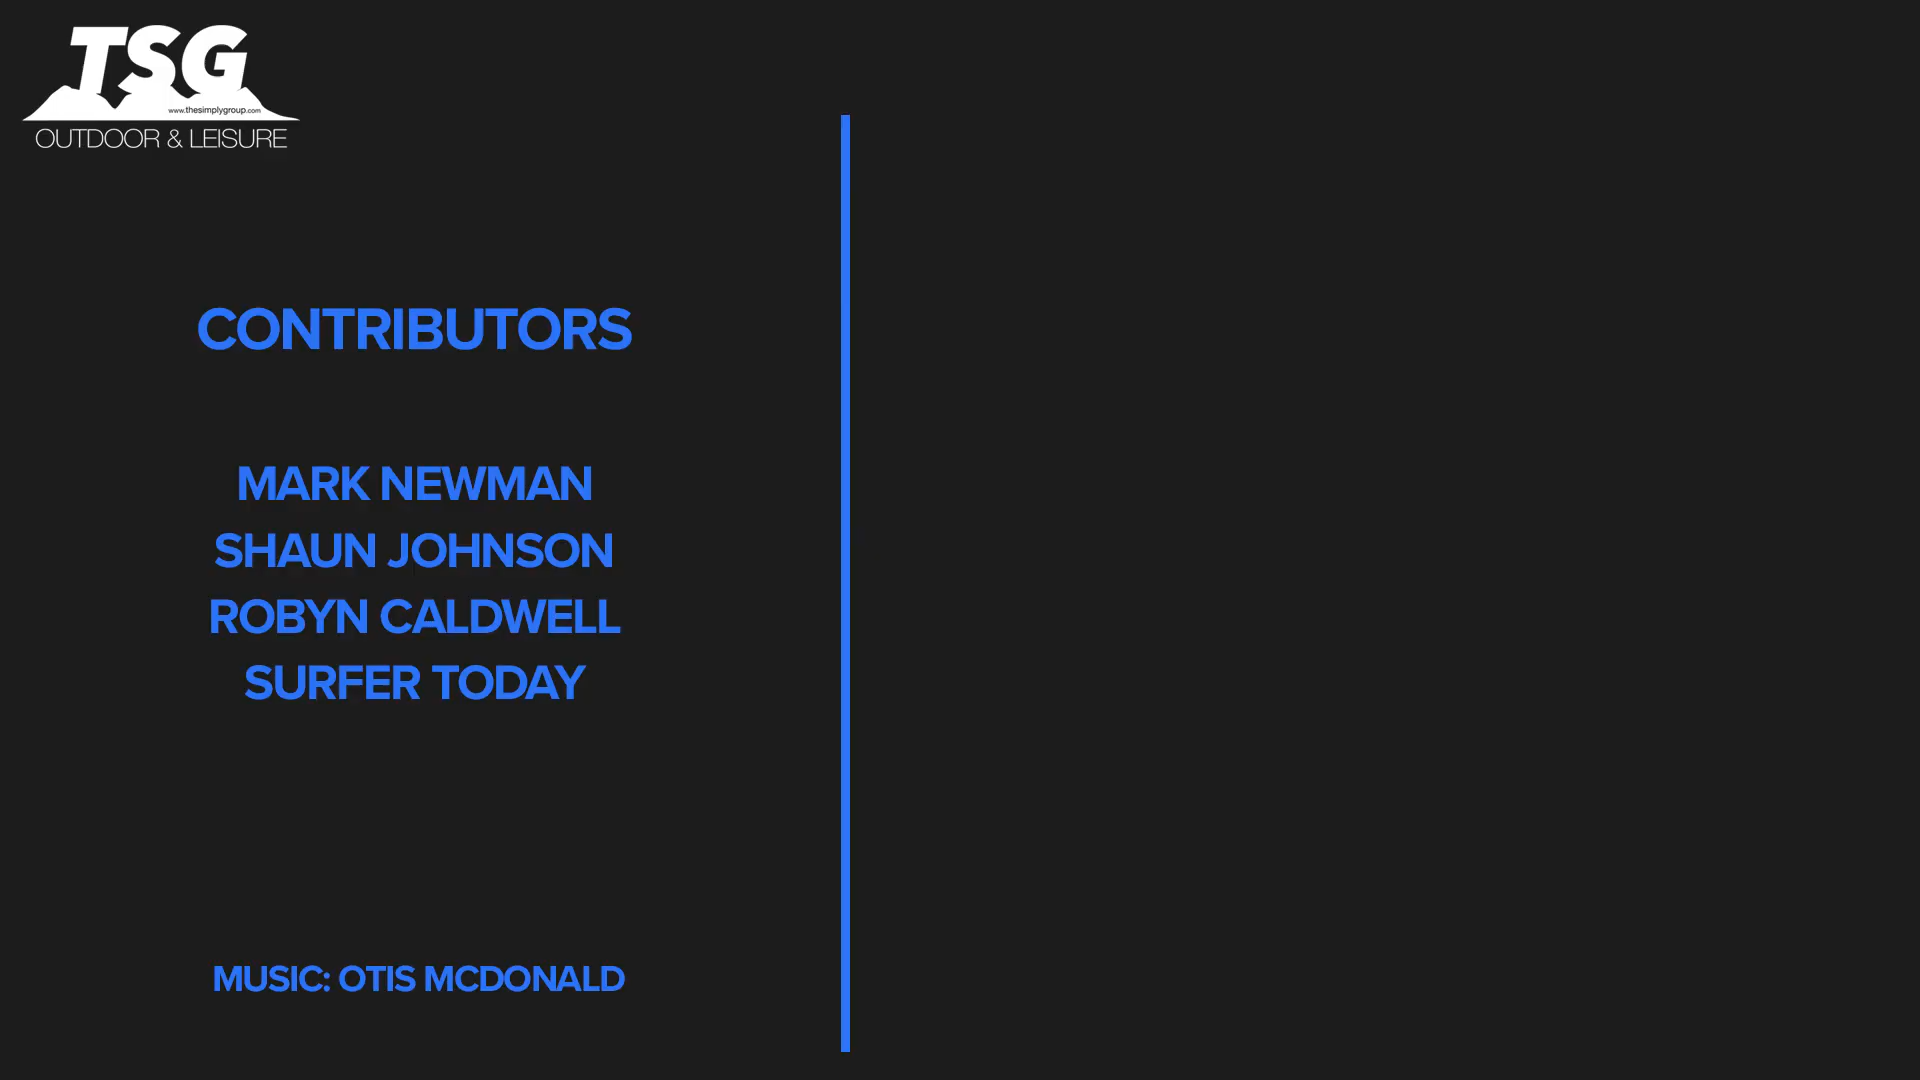 TSG
www.thesimplygroup.com
OUTDOOR & LEISURE
CONTRIBUTORS
MARK NEWMAN
SHAUN JOHNSON
ROBYN CALDWELL
SURFER TODAY
MUSIC: OTIS MCDONALD